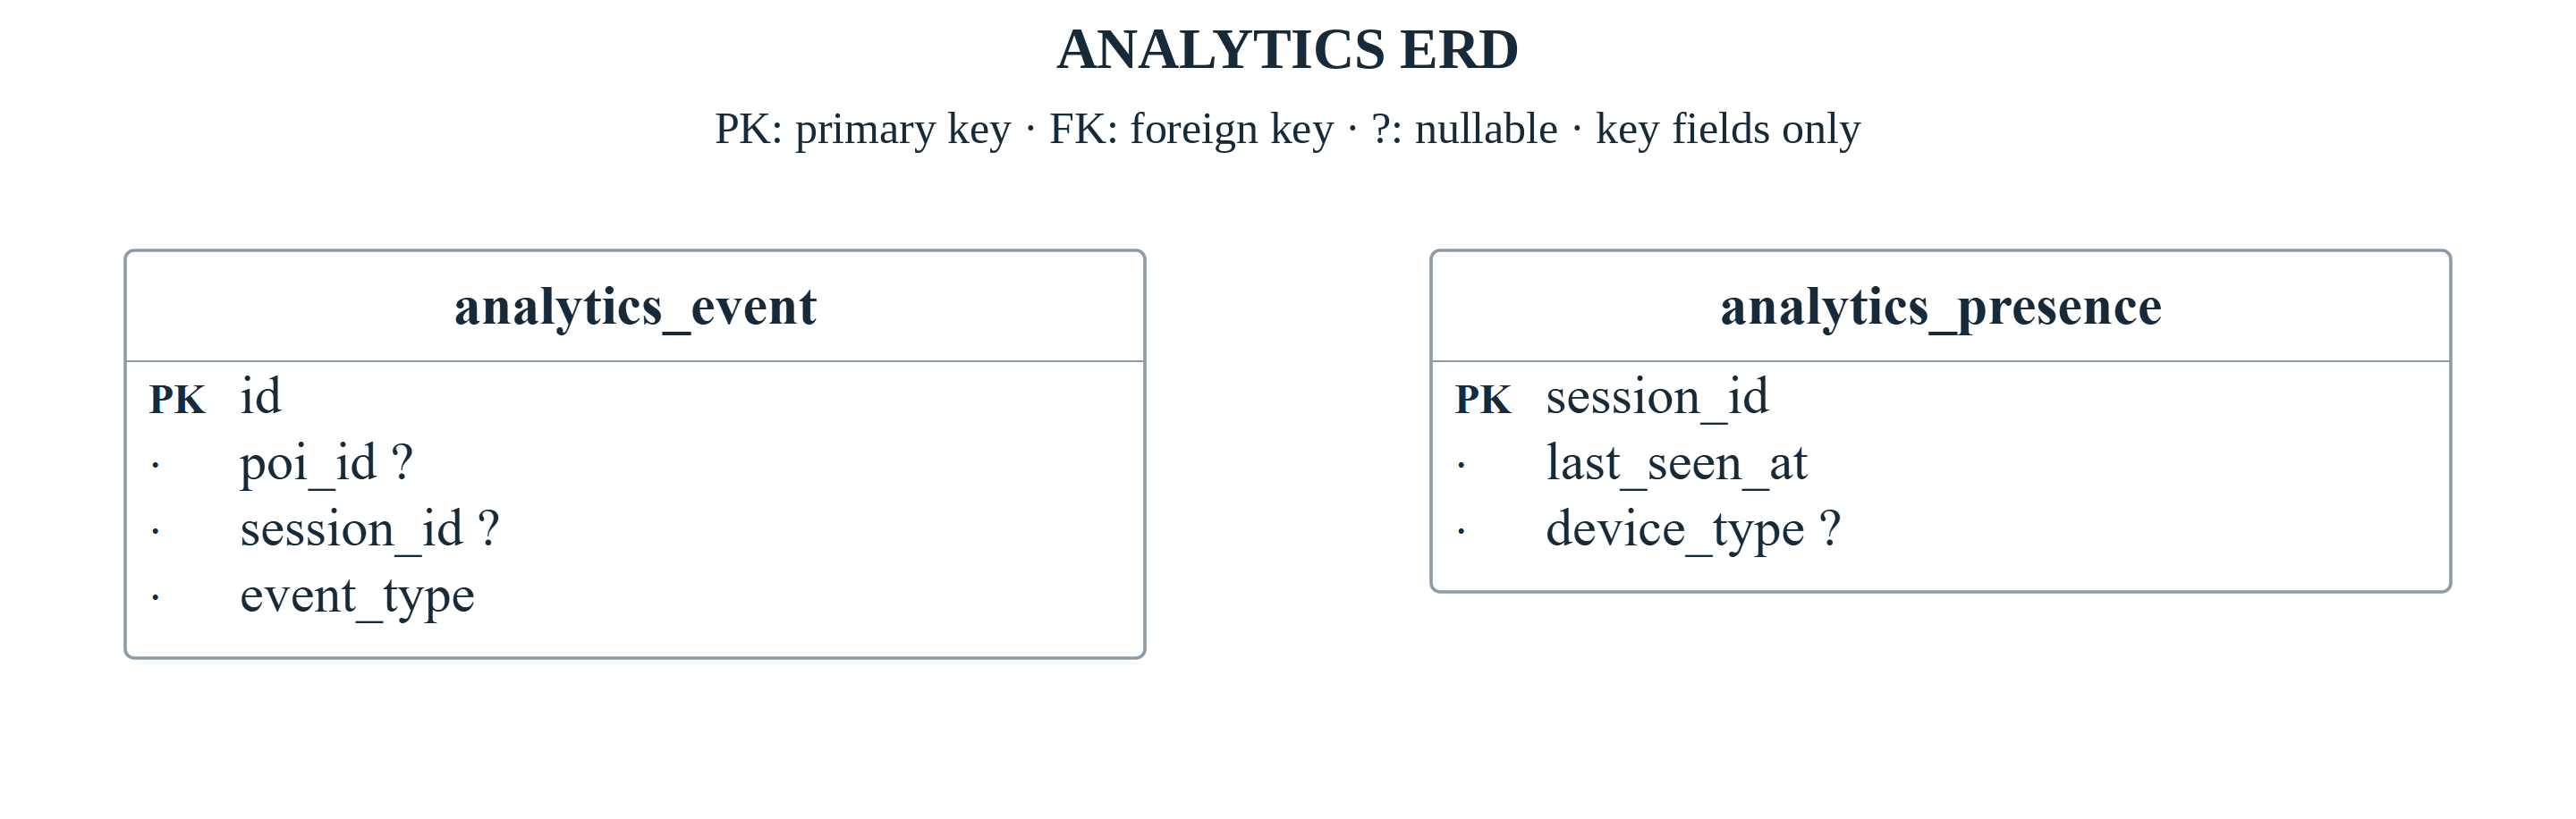 ANALYTICS ERD
PK: primary key · FK: foreign key · ?: nullable · key fields only
analytics_event
PK id
· poi_id ?
· session_id ?
· event_type
analytics_presence
PK session_id
· last_seen_at
· device_type ?